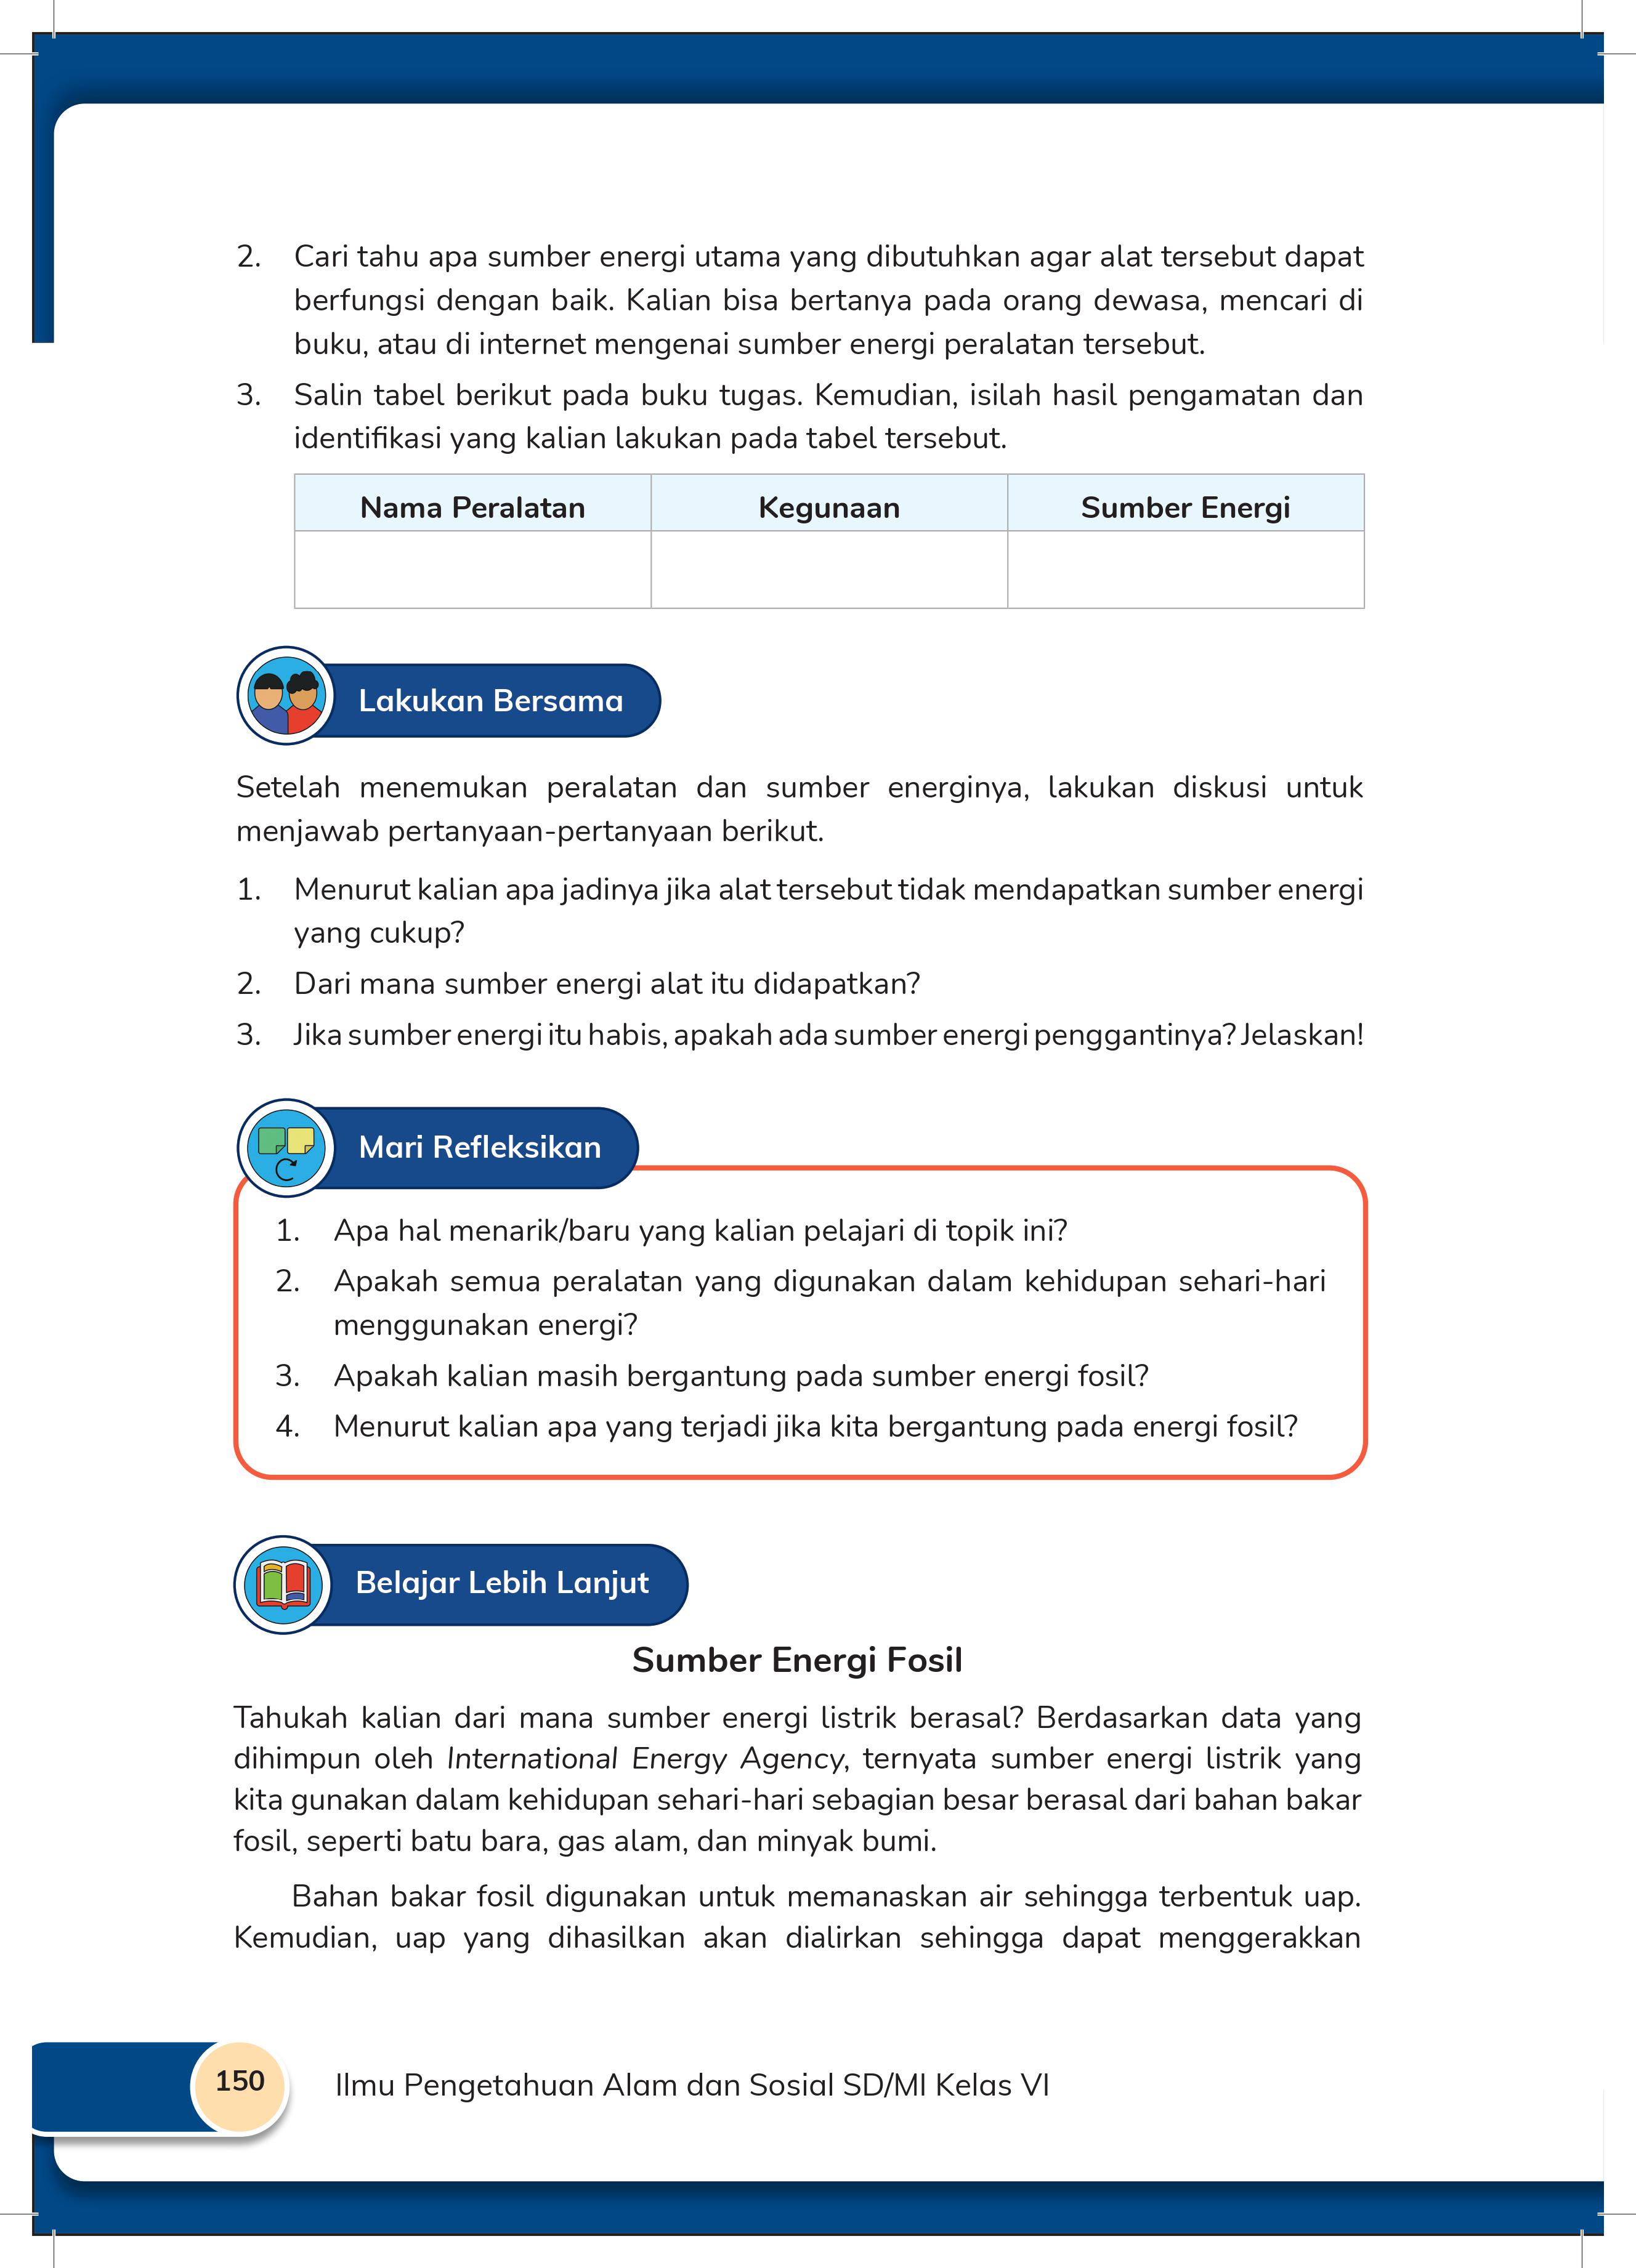 2. Cari tahu apa sumber energi utama yang dibutuhkan agar alat tersebut dapat
berfungsi dengan baik. Kalian bisa bertanya pada orang dewasa, mencari di
buku, atau di internet mengenai sumber energi peralatan tersebut.
3. Salin tabel berikut pada buku tugas. Kemudian, isilah hasil pengamatan dan
identifikasi yang kalian lakukan pada tabel tersebut.
Nama Peralatan Kegunaan Sumber Energi
Lakukan Bersama
Setelah menemukan peralatan dan sumber energinya, lakukan diskusi untuk
menjawab pertanyaan-pertanyaan berikut.
1. Menurut kalian apa jadinya jika alat tersebut tidak mendapatkan sumber energi
yang cukup?
2. Dari mana sumber energi alat itu didapatkan?
3. Jika sumber energi itu habis, apakah ada sumber energi penggantinya? Jelaskan!
Mari Refleksikan
1. Apa hal menarik/baru yang kalian pelajari di topik ini?
2. Apakah semua peralatan yang digunakan dalam kehidupan sehari-hari
menggunakan energi?
3. Apakah kalian masih bergantung pada sumber energi fosil?
4. Menurut kalian apa yang terjadi jika kita bergantung pada energi fosil?
Belajar Lebih Lanjut
Sumber Energi Fosil
Tahukah kalian dari mana sumber energi listrik berasal? Berdasarkan data yang
dihimpun oleh International Energy Agency, ternyata sumber energi listrik yang
kita gunakan dalam kehidupan sehari-hari sebagian besar berasal dari bahan bakar
fosil, seperti batu bara, gas alam, dan minyak bumi.
Bahan bakar fosil digunakan untuk memanaskan air sehingga terbentuk uap.
Kemudian, uap yang dihasilkan akan dialirkan sehingga dapat menggerakkan
150 Ilmu Pengetahuan Alam dan Sosial SD/MI Kelas VI